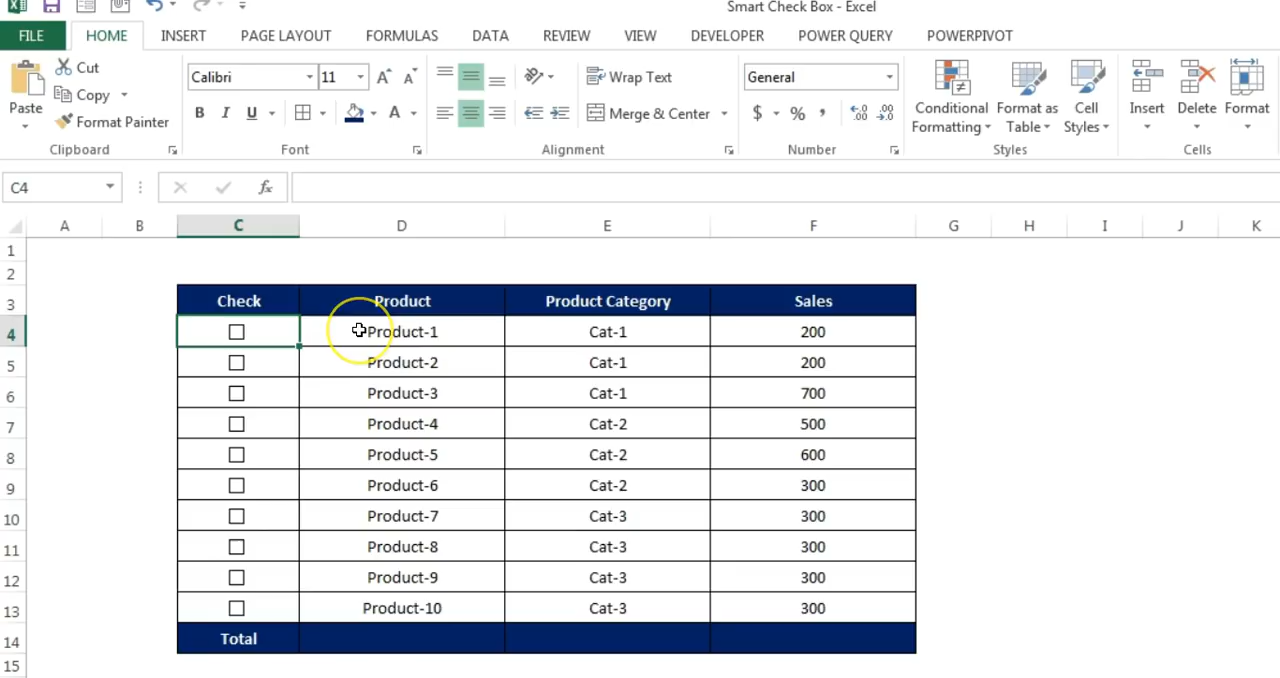 Smart Check Box - Excel
FILE HOME INSERT PAGE LAYOUT FORMULAS DATA REVIEW VIEW DEVELOPER POWER QUERY POWERPIVOT
Paste
Cut
Copy
Format Painter
Clipboard
Calibri 11
B I U A
Font
Wrap Text
Merge & Center
Alignment
General
$ % ,
Number
Conditional Formatting
Format as Table
Cell Styles
Styles
Insert Delete Format
Cells
C4 fx
A B C D E F G H I J K
1
2
3 Check Product Product Category Sales
4 Product-1 Cat-1 200
5 Product-2 Cat-1 200
6 Product-3 Cat-1 700
7 Product-4 Cat-2 500
8 Product-5 Cat-2 600
9 Product-6 Cat-2 300
10 Product-7 Cat-3 300
11 Product-8 Cat-3 300
12 Product-9 Cat-3 300
13 Product-10 Cat-3 300
14 Total
15